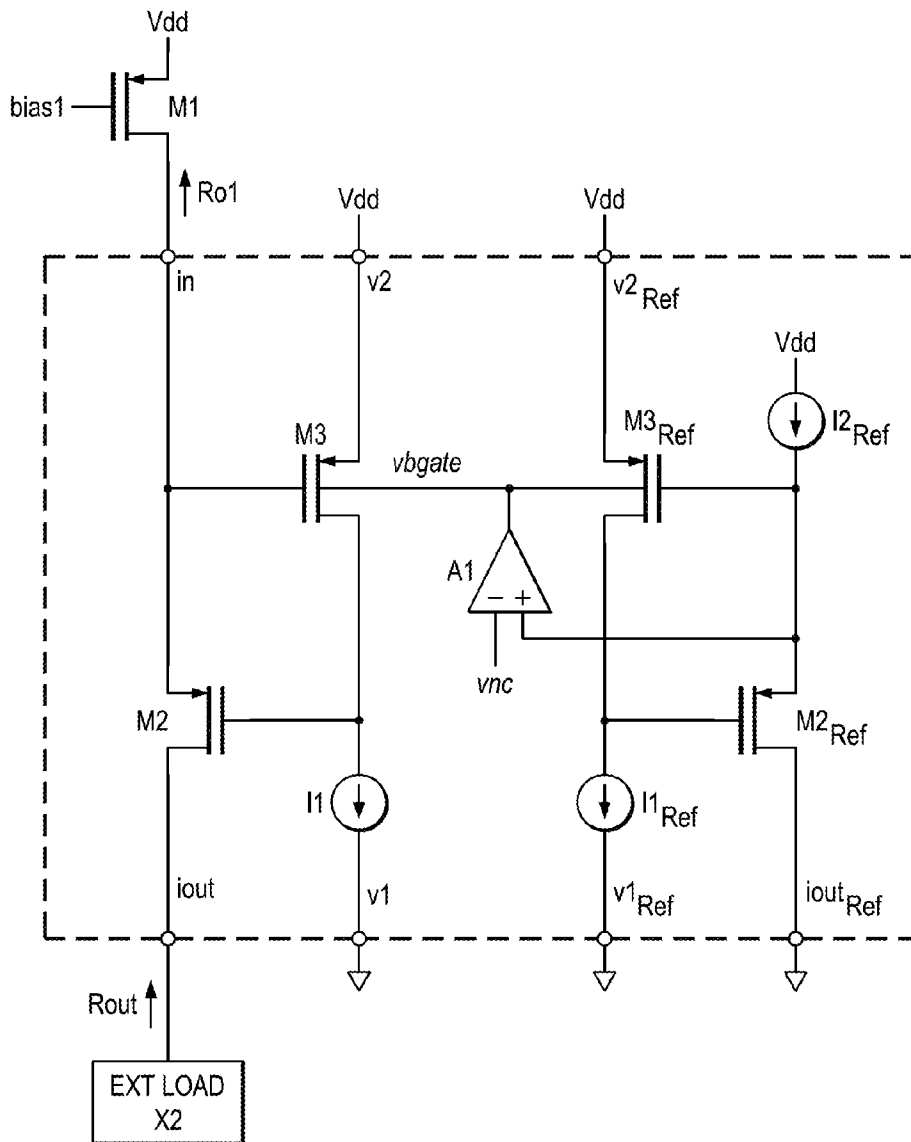 Vdd
bias1
M1
Ro1
Vdd
Vdd
in
v2
v2Ref
Vdd
I2Ref
M3
vbgate
M3Ref
A1
− +
vnc
M2
M2Ref
I1
I1Ref
iout
v1
v1Ref
ioutRef
Rout
EXT LOAD
X2